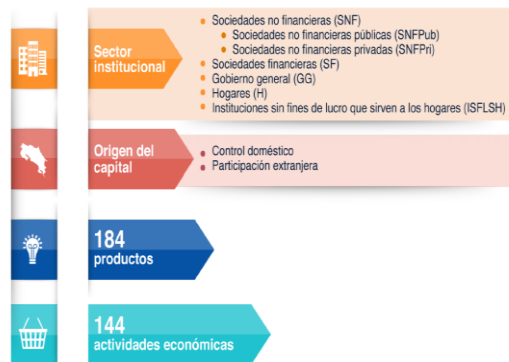 Sector
institucional
• Sociedades no financieras (SNF)
• Sociedades no financieras públicas (SNFPub)
• Sociedades no financieras privadas (SNFPri)
• Sociedades financieras (SF)
• Gobierno general (GG)
• Hogares (H)
• Instituciones sin fines de lucro que sirven a los hogares (ISFLSH)
Origen del
capital
• Control doméstico
• Participación extranjera
184
productos
144
actividades económicas